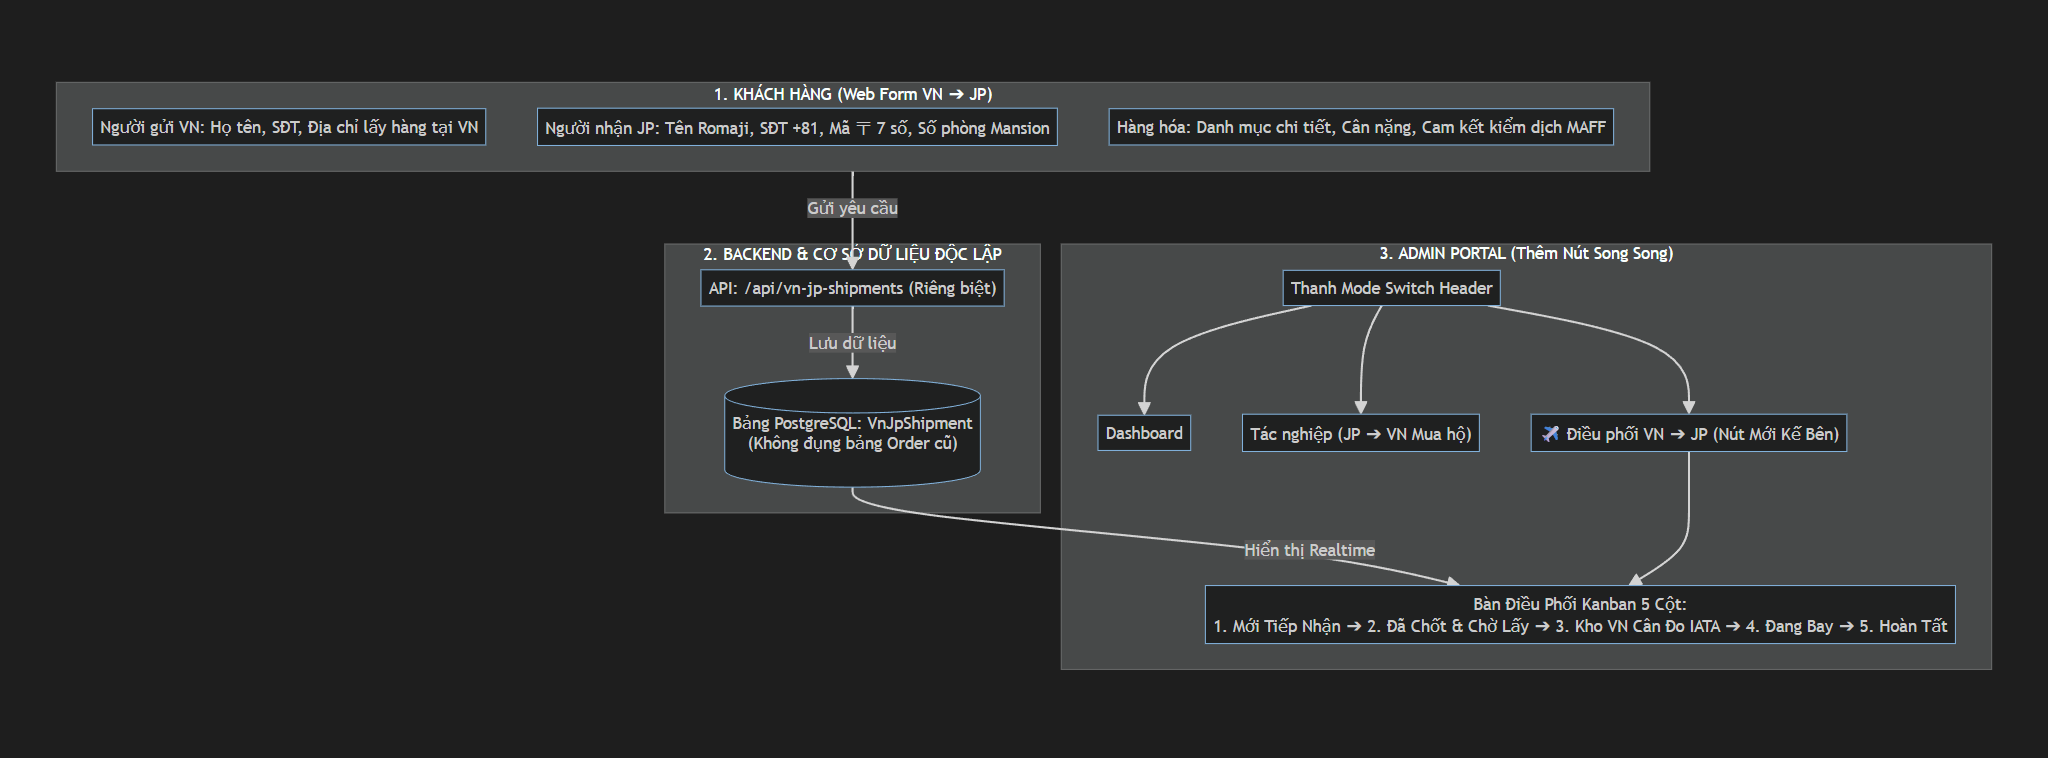 1. KHÁCH HÀNG (Web Form VN → JP)
Người gửi VN: Họ tên, SĐT, Địa chỉ lấy hàng tại VN
Người nhận JP: Tên Romaji, SĐT +81, Mã 〒 7 số, Số phòng Mansion
Hàng hóa: Danh mục chi tiết, Cân nặng, Cam kết kiểm dịch MAFF
Gửi yêu cầu
2. BACKEND & CƠ SỞ DỮ LIỆU ĐỘC LẬP
API: /api/vn-jp-shipments (Riêng biệt)
Lưu dữ liệu
Bảng PostgreSQL: VnJpShipment
(Không đụng bảng Order cũ)
3. ADMIN PORTAL (Thêm Nút Song Song)
Thanh Mode Switch Header
Dashboard
Tác nghiệp (JP → VN Mua hộ)
✈️ Điều phối VN → JP (Nút Mới Kế Bên)
Hiển thị Realtime
Bàn Điều Phối Kanban 5 Cột:
1. Mới Tiếp Nhận → 2. Đã Chốt & Chờ Lấy → 3. Kho VN Cân Đo IATA → 4. Đang Bay → 5. Hoàn Tất